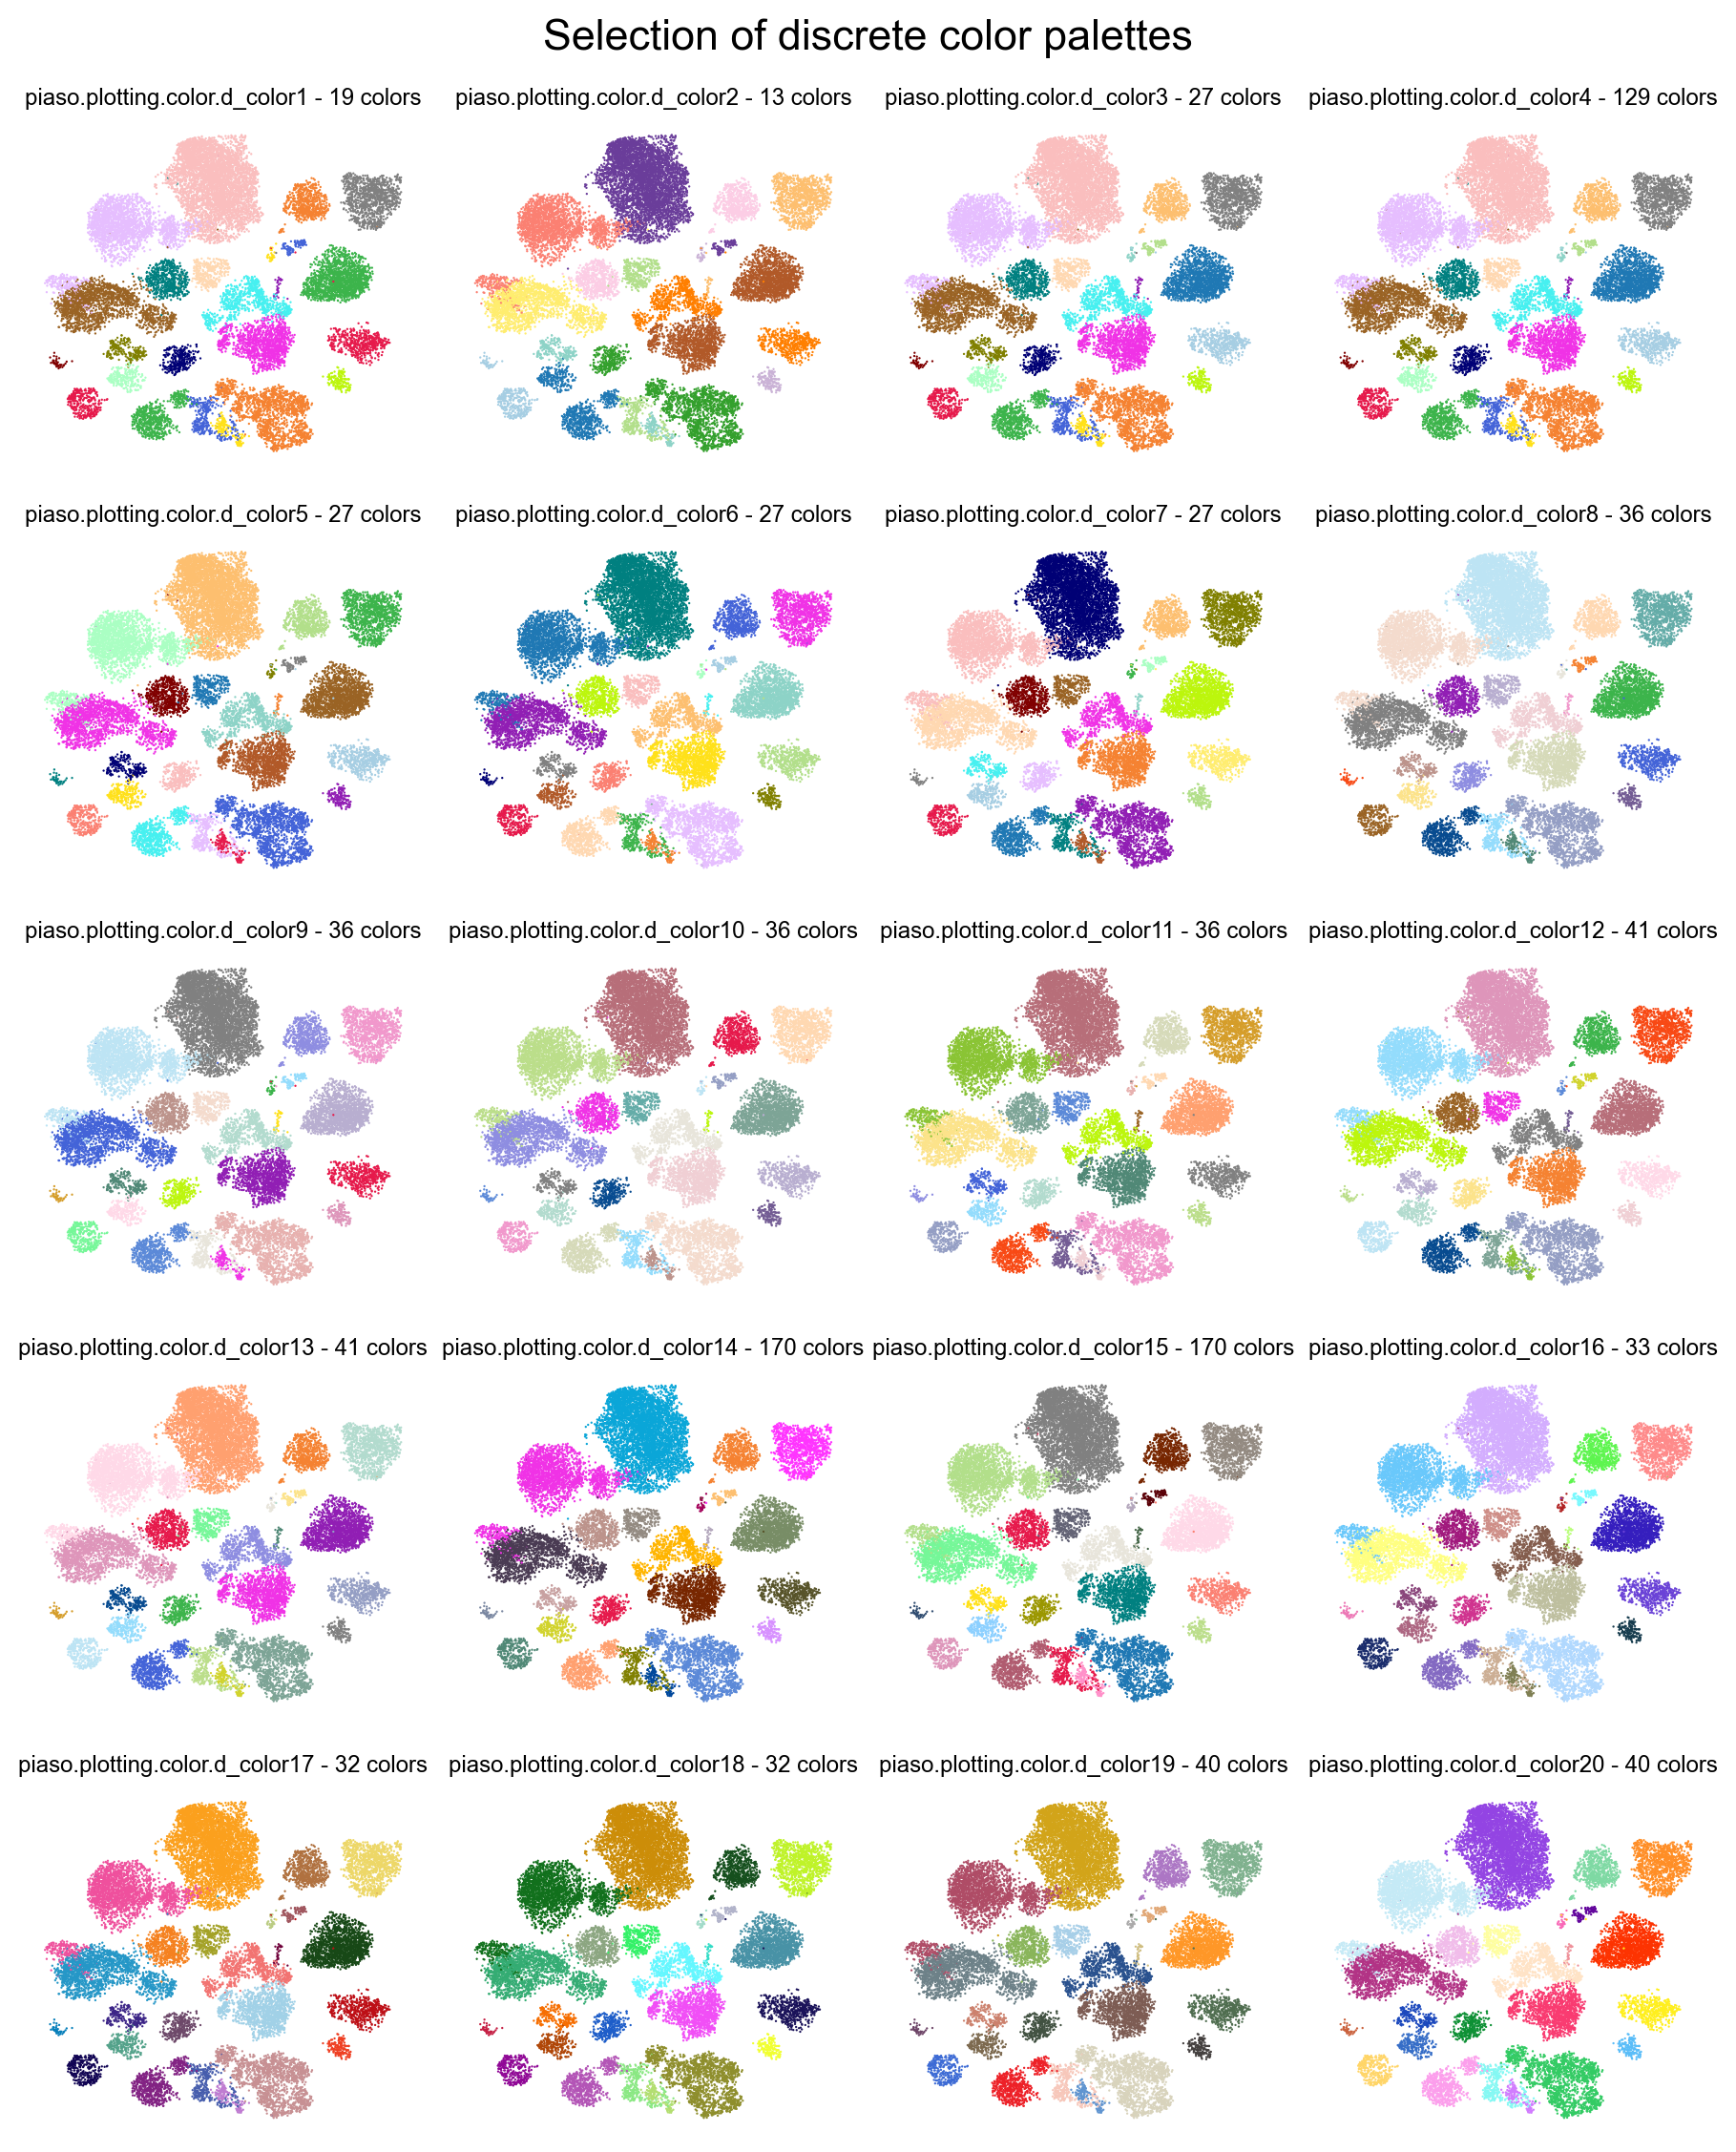 Selection of discrete color palettes
piaso.plotting.color.d_color1 - 19 colors
piaso.plotting.color.d_color2 - 13 colors
piaso.plotting.color.d_color3 - 27 colors
piaso.plotting.color.d_color4 - 129 colors
piaso.plotting.color.d_color5 - 27 colors
piaso.plotting.color.d_color6 - 27 colors
piaso.plotting.color.d_color7 - 27 colors
piaso.plotting.color.d_color8 - 36 colors
piaso.plotting.color.d_color9 - 36 colors
piaso.plotting.color.d_color10 - 36 colors
piaso.plotting.color.d_color11 - 36 colors
piaso.plotting.color.d_color12 - 41 colors
piaso.plotting.color.d_color13 - 41 colors
piaso.plotting.color.d_color14 - 170 colors
piaso.plotting.color.d_color15 - 170 colors
piaso.plotting.color.d_color16 - 33 colors
piaso.plotting.color.d_color17 - 32 colors
piaso.plotting.color.d_color18 - 32 colors
piaso.plotting.color.d_color19 - 40 colors
piaso.plotting.color.d_color20 - 40 colors